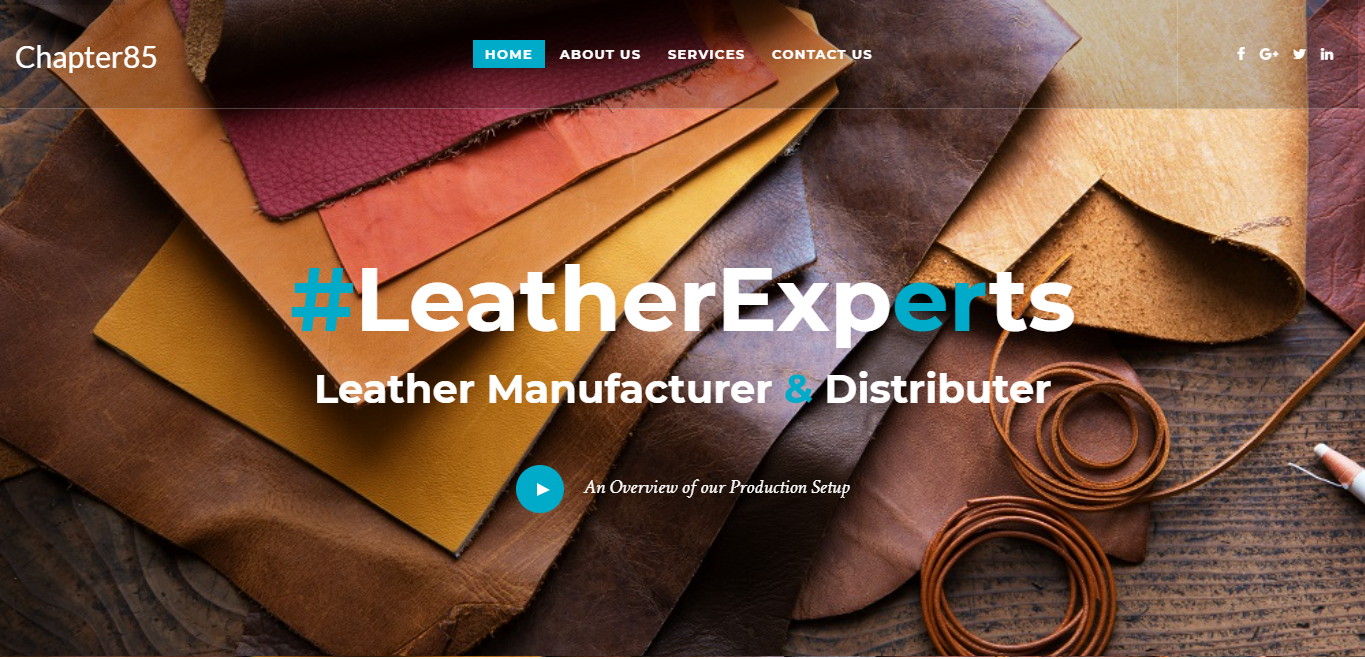 Chapter85
HOME ABOUT US SERVICES CONTACT US
#LeatherExperts
Leather Manufacturer & Distributer
An Overview of our Production Setup